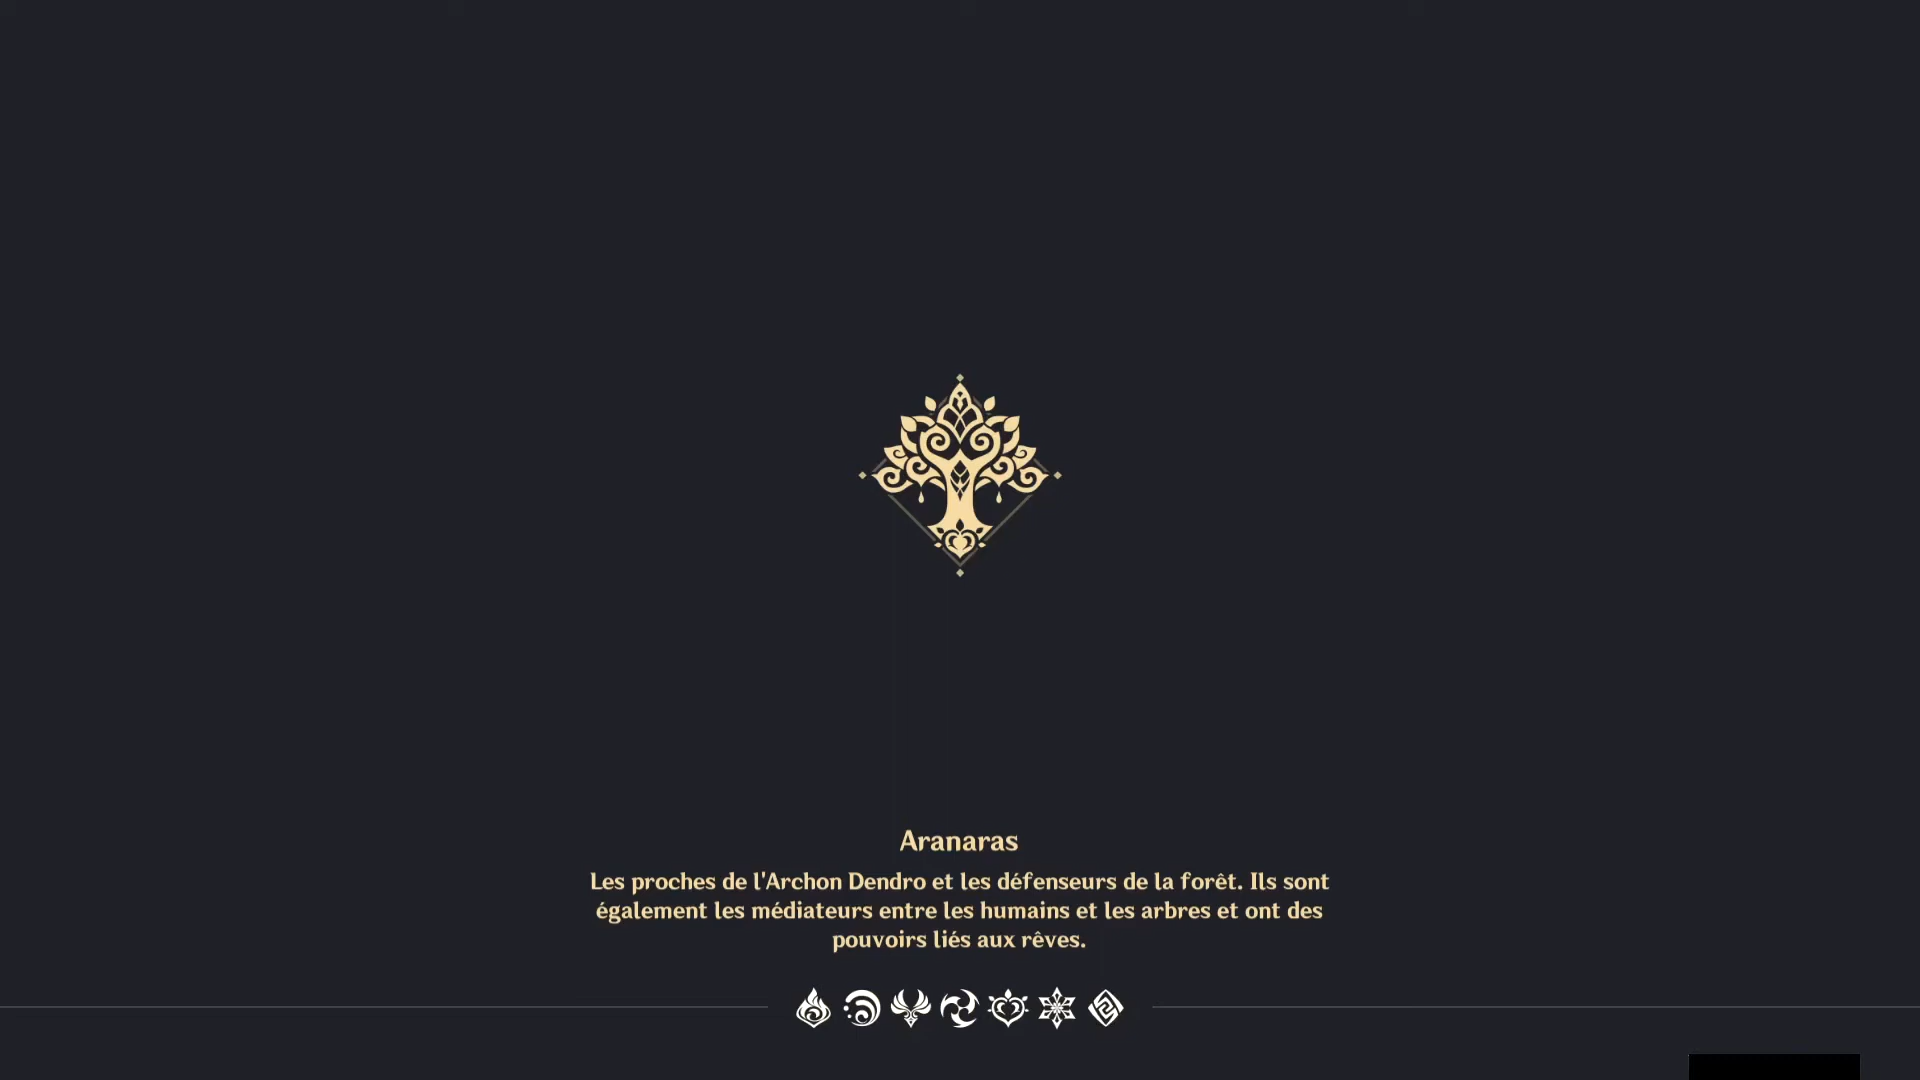 Aranaras
Les proches de l'Archon Dendro et les défenseurs de la forêt. Ils sont
également les médiateurs entre les humains et les arbres et ont des
pouvoirs liés aux rêves.